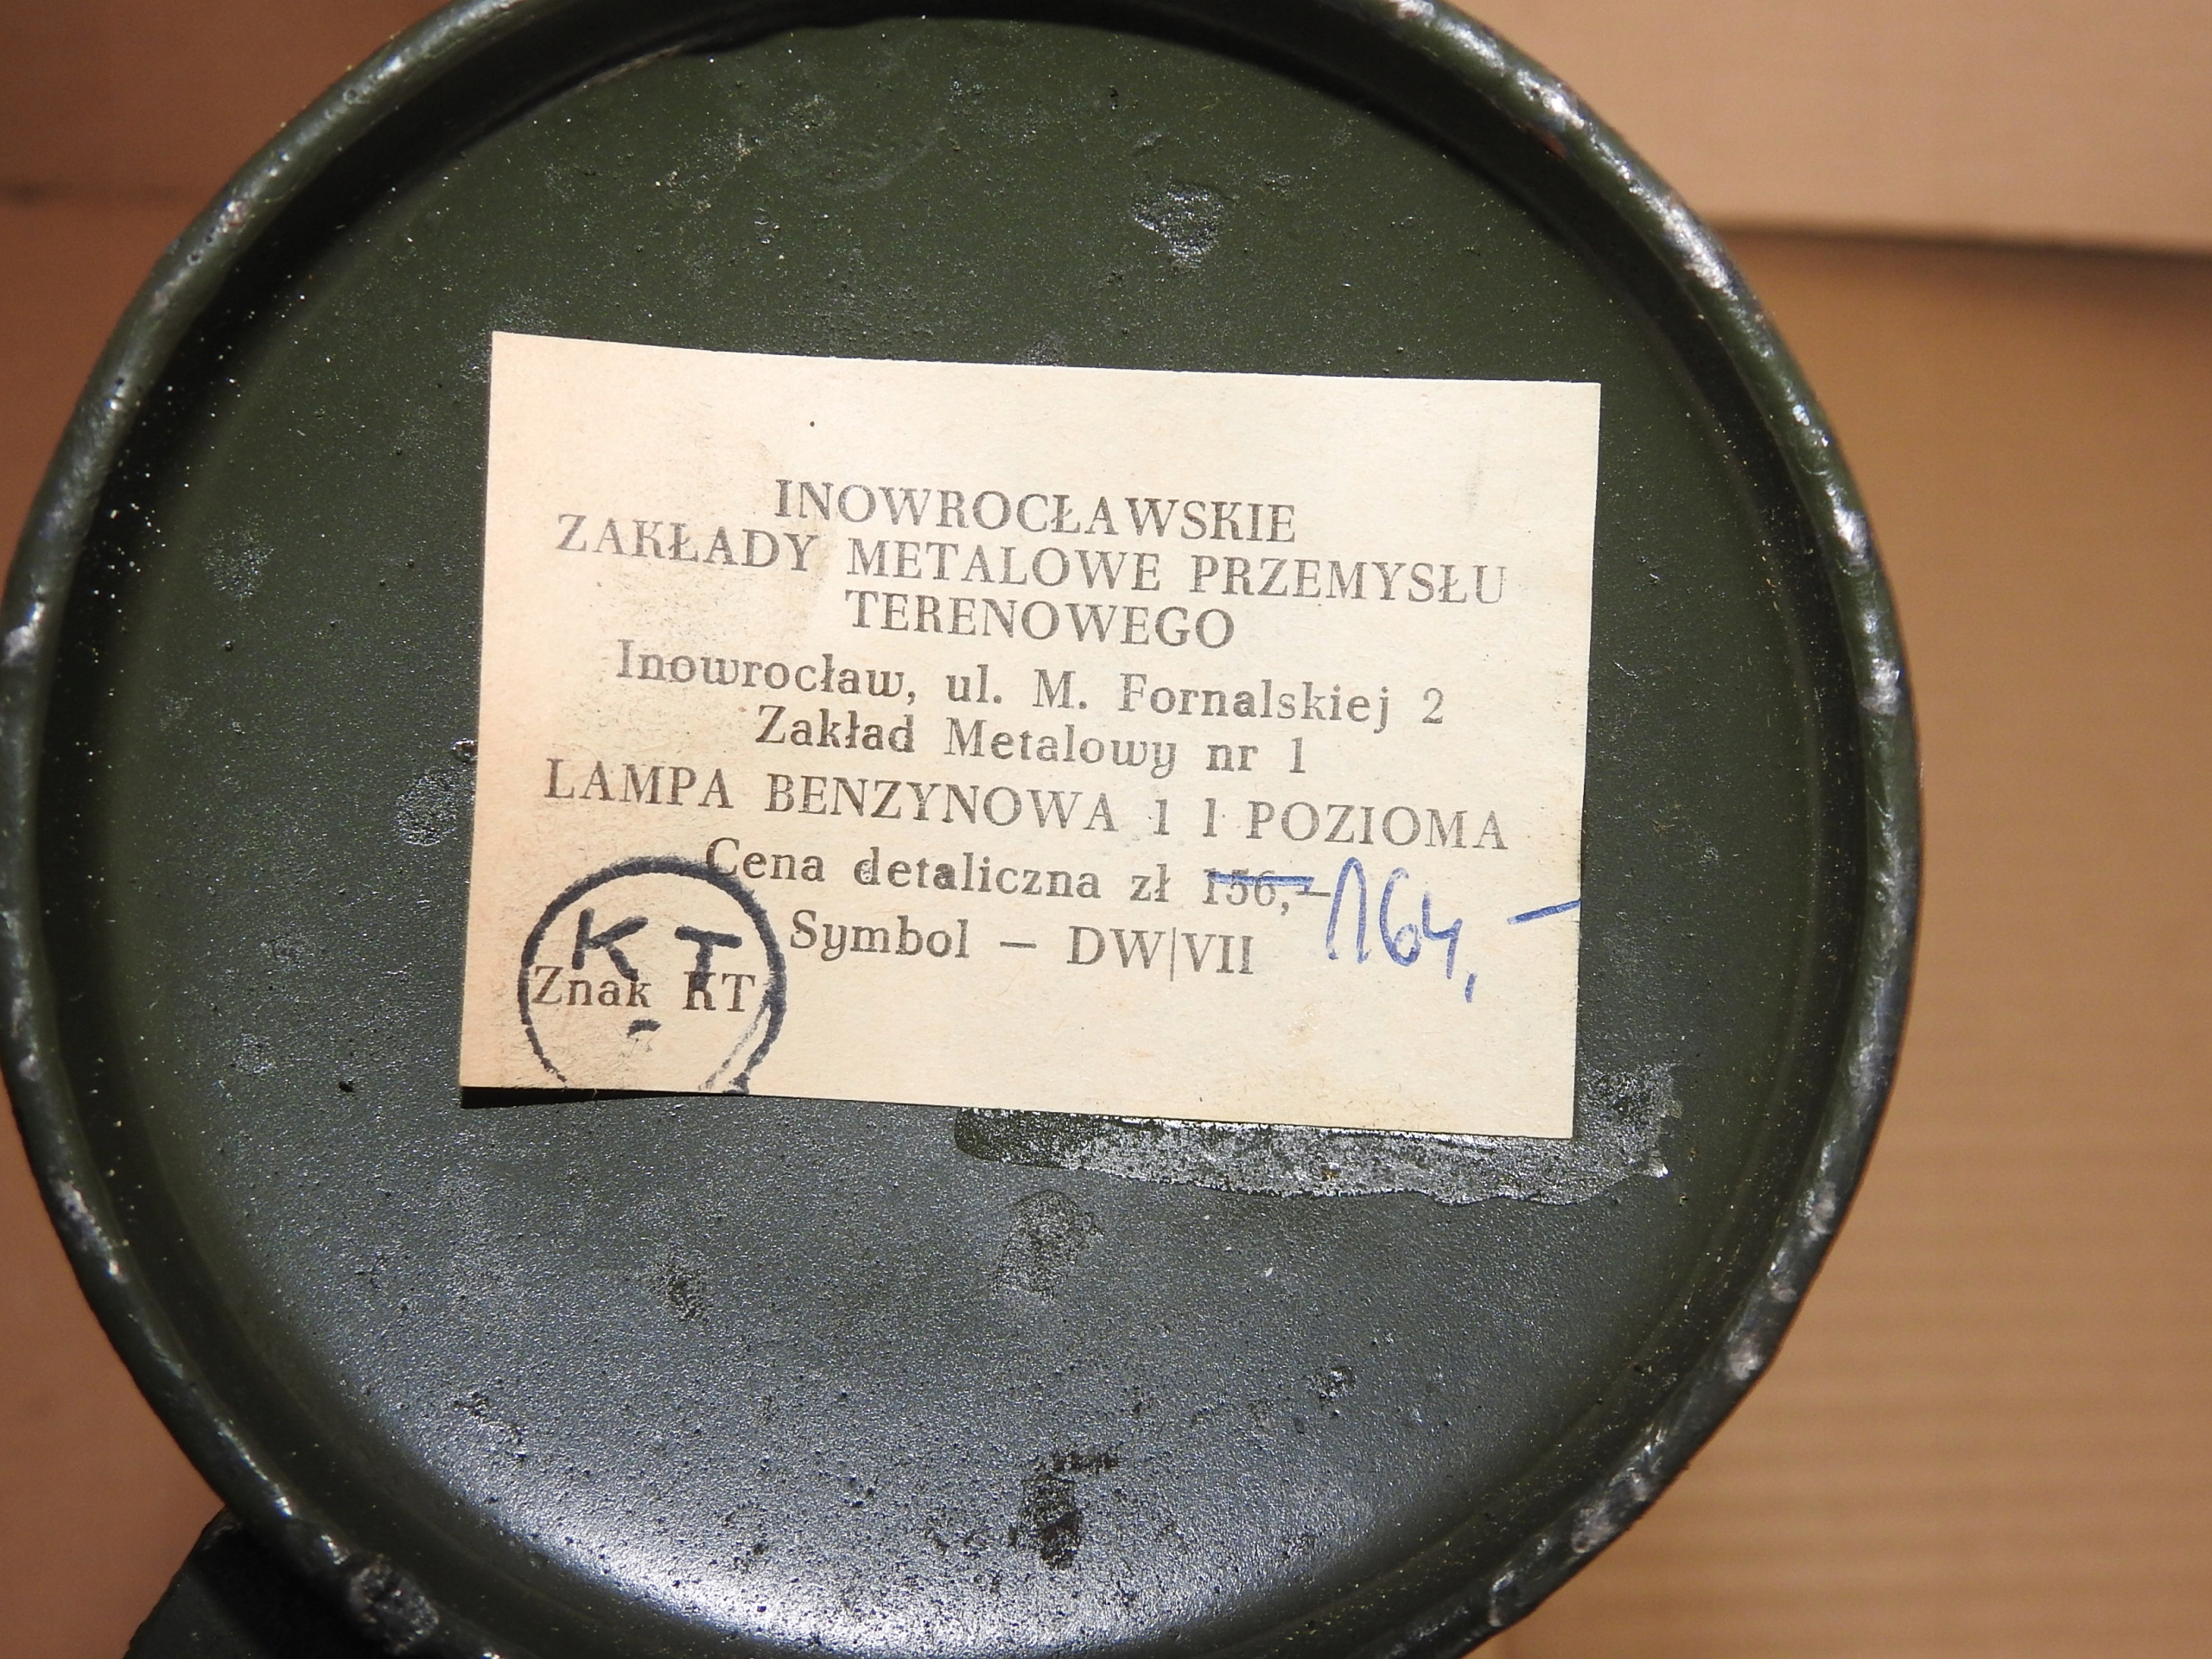 INOWROCŁAWSKIE
ZAKŁADY METALOWE PRZEMYSŁU
TERENOWEGO
Inowrocław, ul. M. Fornalskiej 2
Zakład Metalowy nr 1
LAMPA BENZYNOWA 1 l POZIOMA
Cena detaliczna zł 156,— 164,—
Symbol — DW|VII
K T
Znak KT